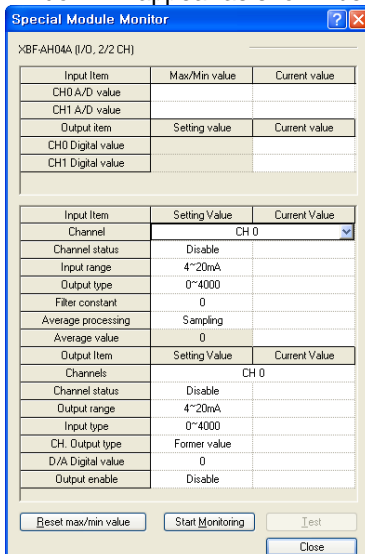 Special Module Monitor
XBF-AH04A (I/O, 2/2 CH)
Input Item Max/Min value Current value
CH0 A/D value
CH1 A/D value
Output item Setting value Current value
CH0 Digital value
CH1 Digital value
Input Item Setting Value Current Value
Channel CH 0
Channel status Disable
Input range 4~20mA
Output type 0~4000
Filter constant 0
Average processing Sampling
Average value 0
Output Item Setting Value Current Value
Channels CH 0
Channel status Disable
Output range 4~20mA
Input type 0~4000
CH. Output type Former value
D/A Digital value 0
Output enable Disable
Reset max/min value Start Monitoring Test
Close